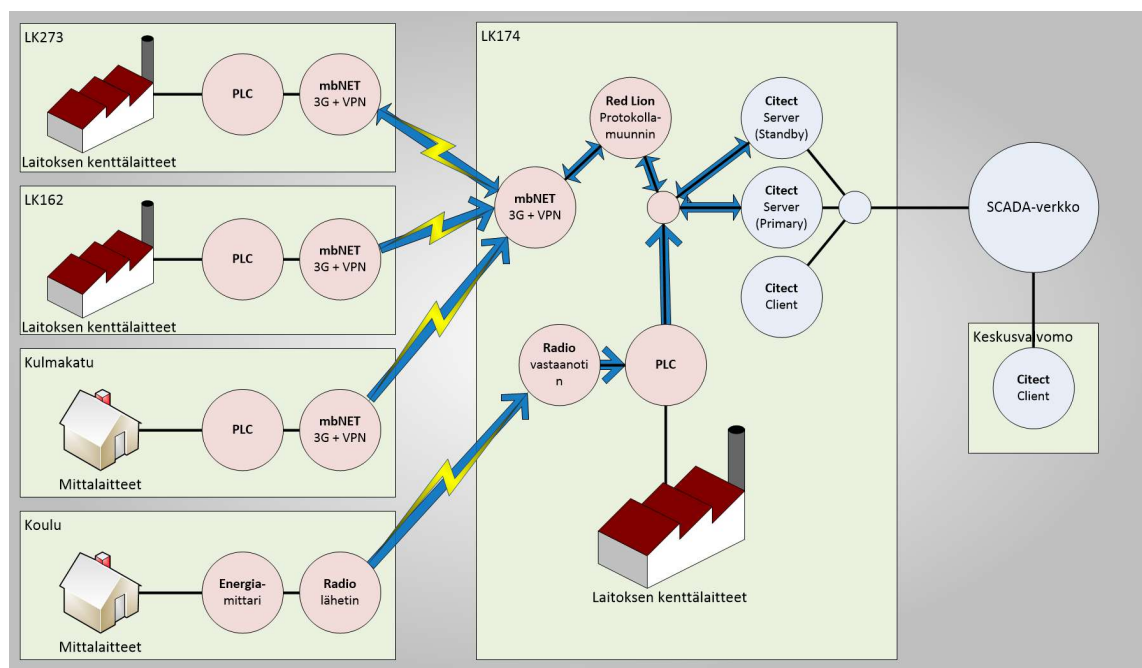 LK273
PLC
mbNET
3G + VPN
Laitoksen kenttälaitteet
LK162
PLC
mbNET
3G + VPN
Laitoksen kenttälaitteet
Kulmakatu
PLC
mbNET
3G + VPN
Mittalaitteet
Koulu
Energia-
mittari
Radio
lähetin
Mittalaitteet
LK174
mbNET
3G + VPN
Red Lion
Protokolla-
muunnin
Citect
Server
(Standby)
Citect
Server
(Primary)
Citect
Client
Radio
vastaanoti
n
PLC
Laitoksen kenttälaitteet
SCADA-verkko
Keskusvalvomo
Citect
Client